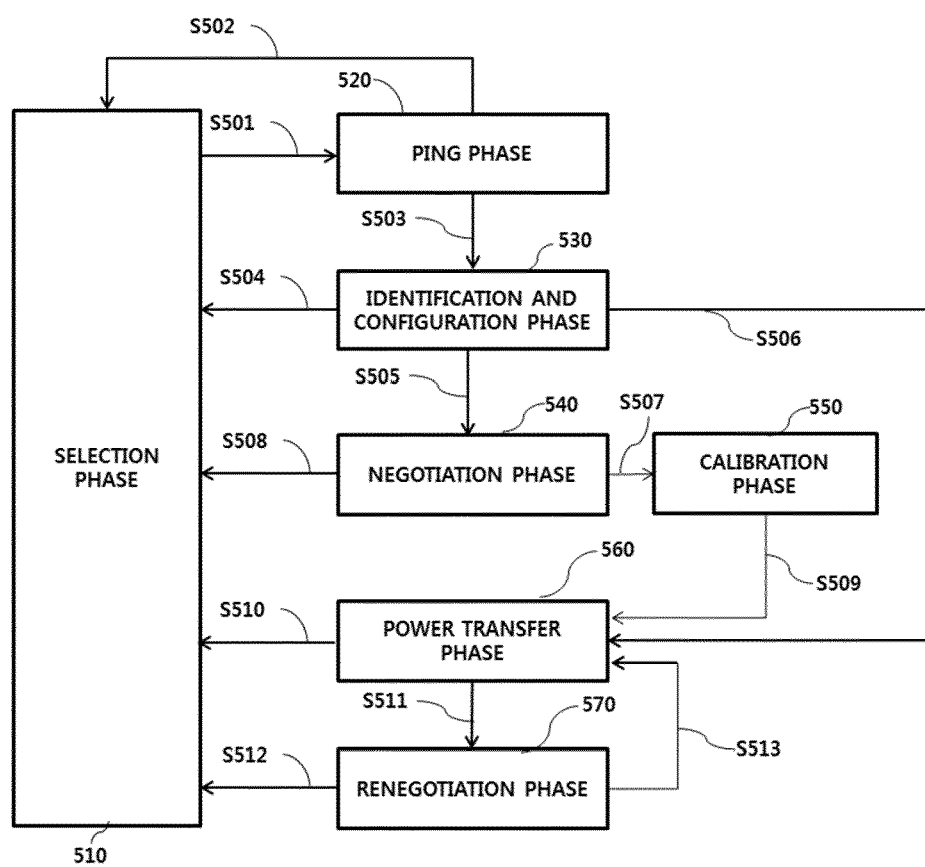 S502
520
S501
PING PHASE
S503
530
S504
IDENTIFICATION AND
CONFIGURATION PHASE
S506
S505
540
S507
550
S508
SELECTION
PHASE
NEGOTIATION PHASE
CALIBRATION
PHASE
560
S509
S510
POWER TRANSFER
PHASE
S511
570
S513
S512
RENEGOTIATION PHASE
510